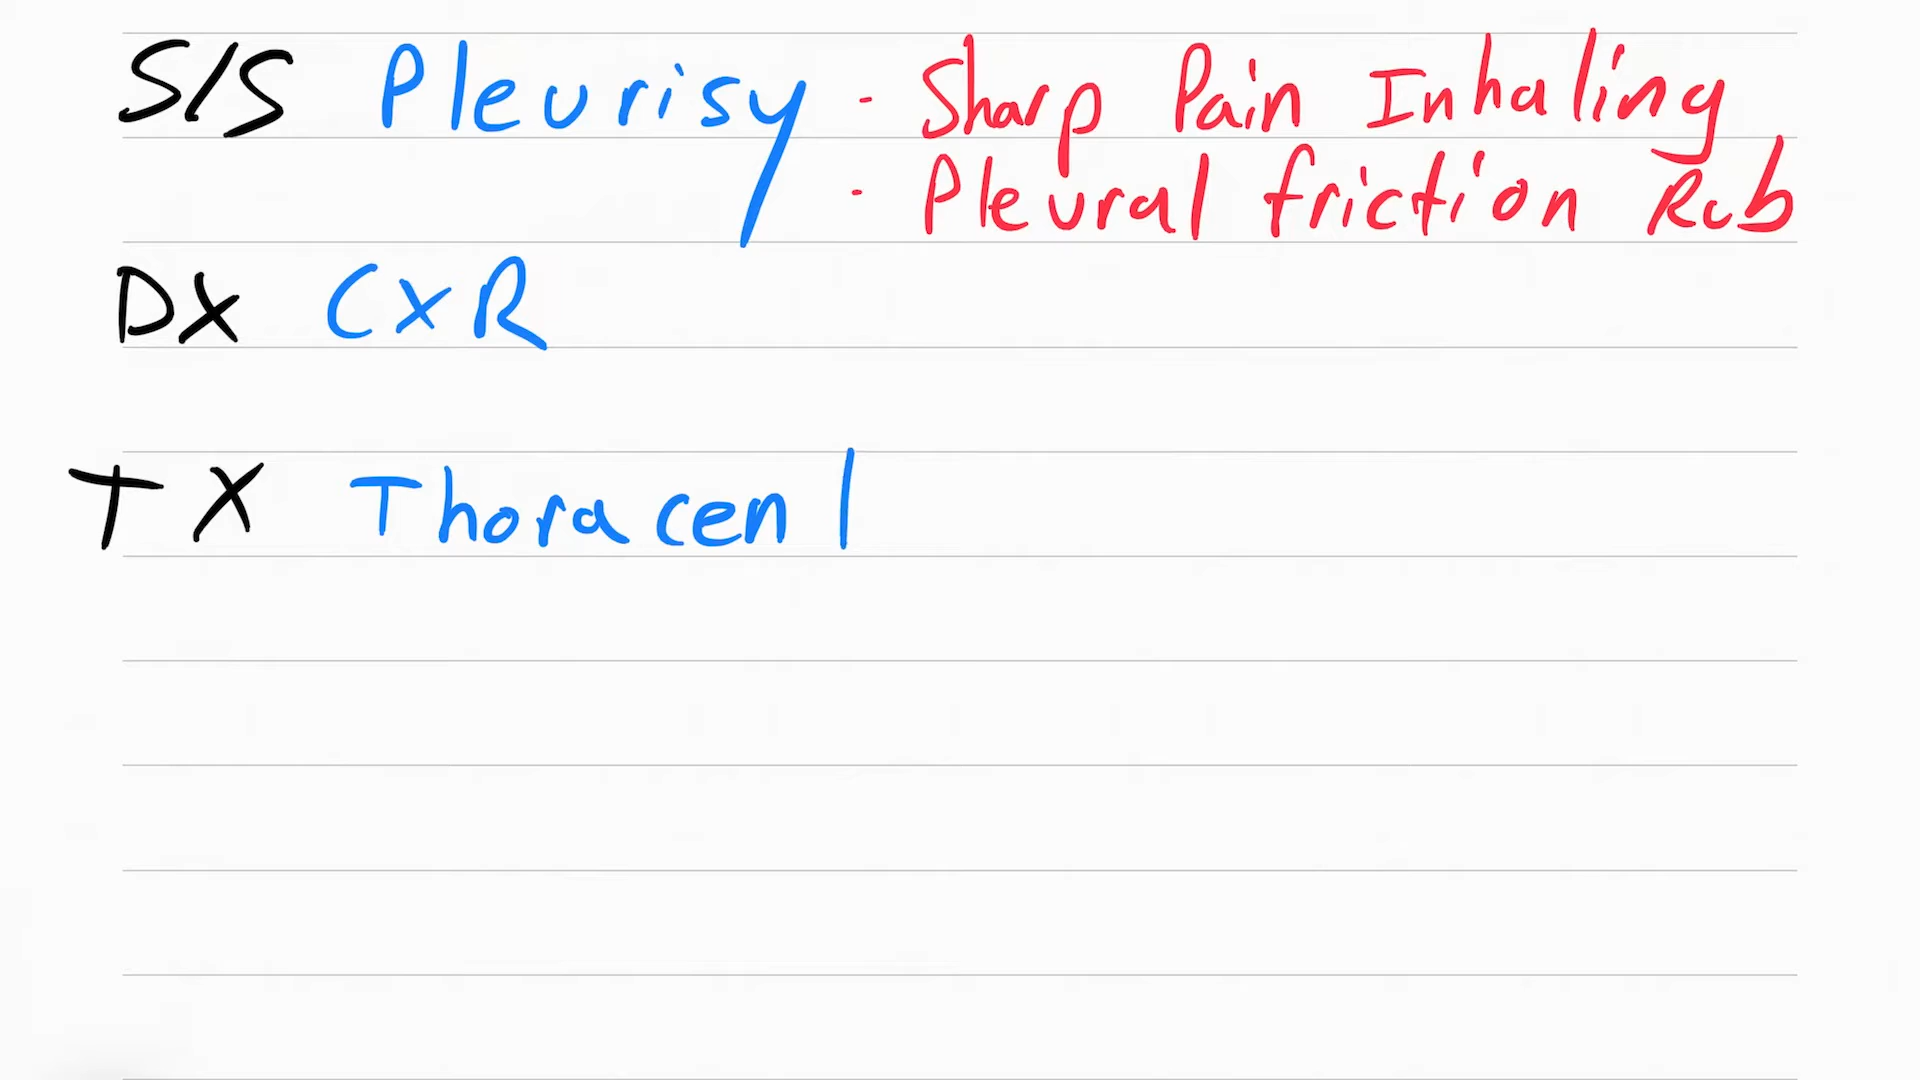 S/S Pleurisy - Sharp Pain Inhaling
- Pleural friction Rub
DX CXR
TX Thoracen